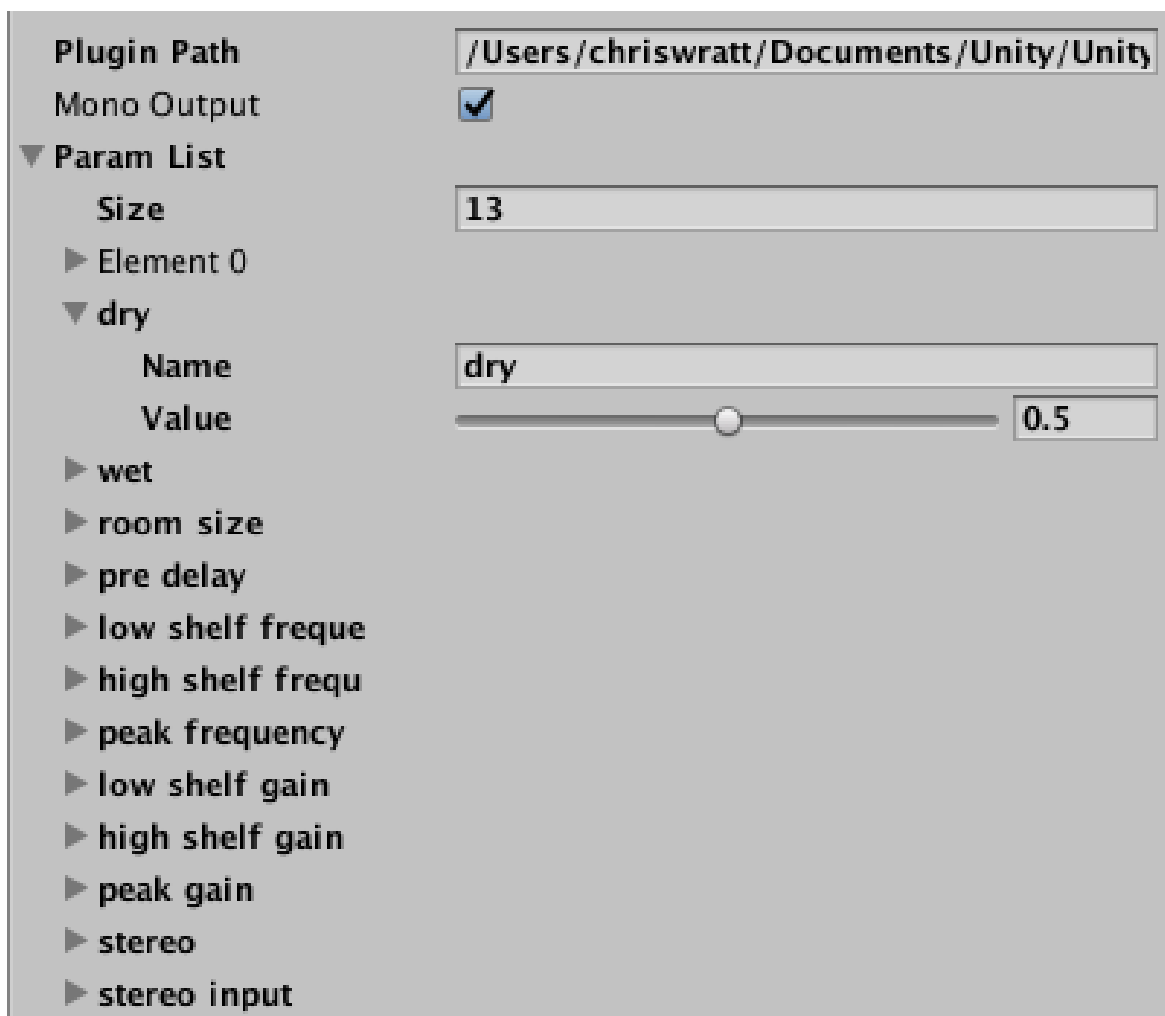 Plugin Path /Users/chriswratt/Documents/Unity/Unity
Mono Output
Param List
Size 13
Element 0
dry
Name dry
Value 0.5
wet
room size
pre delay
low shelf freque
high shelf frequ
peak frequency
low shelf gain
high shelf gain
peak gain
stereo
stereo input